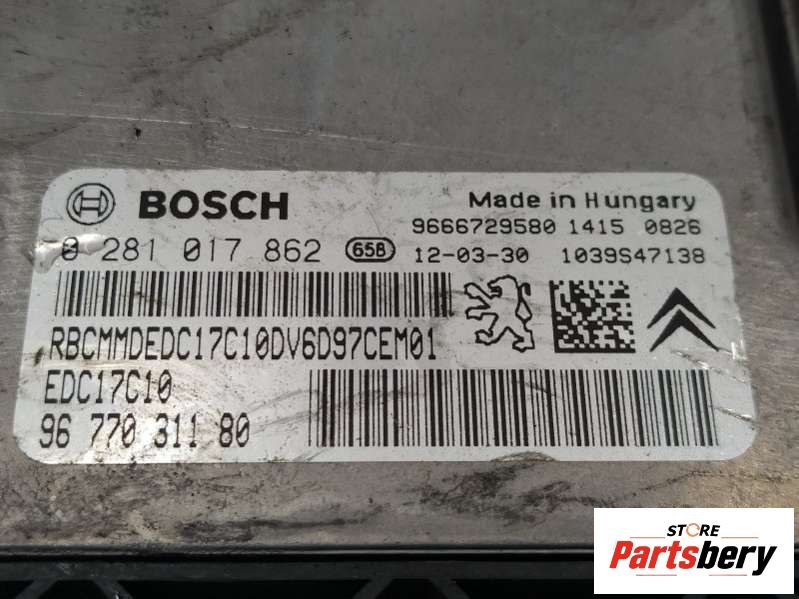 BOSCH
Made in Hungary
9666729580 1415 0826
0 281 017 862 65B
12-03-30 1039S47138
RBCMMDEDC17C10DV6D97CEM01
EDC17C10
96 770 311 80
STORE
Partsbery